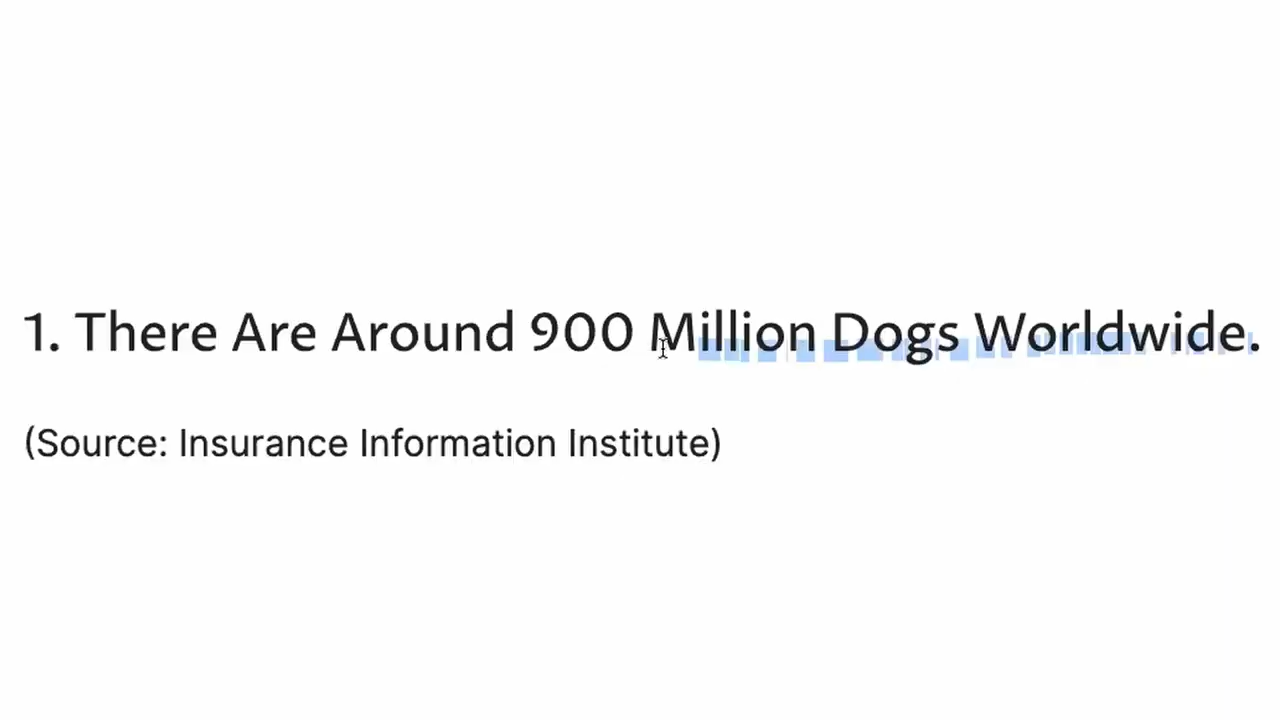 1. There Are Around 900 Million Dogs Worldwide.
(Source: Insurance Information Institute)